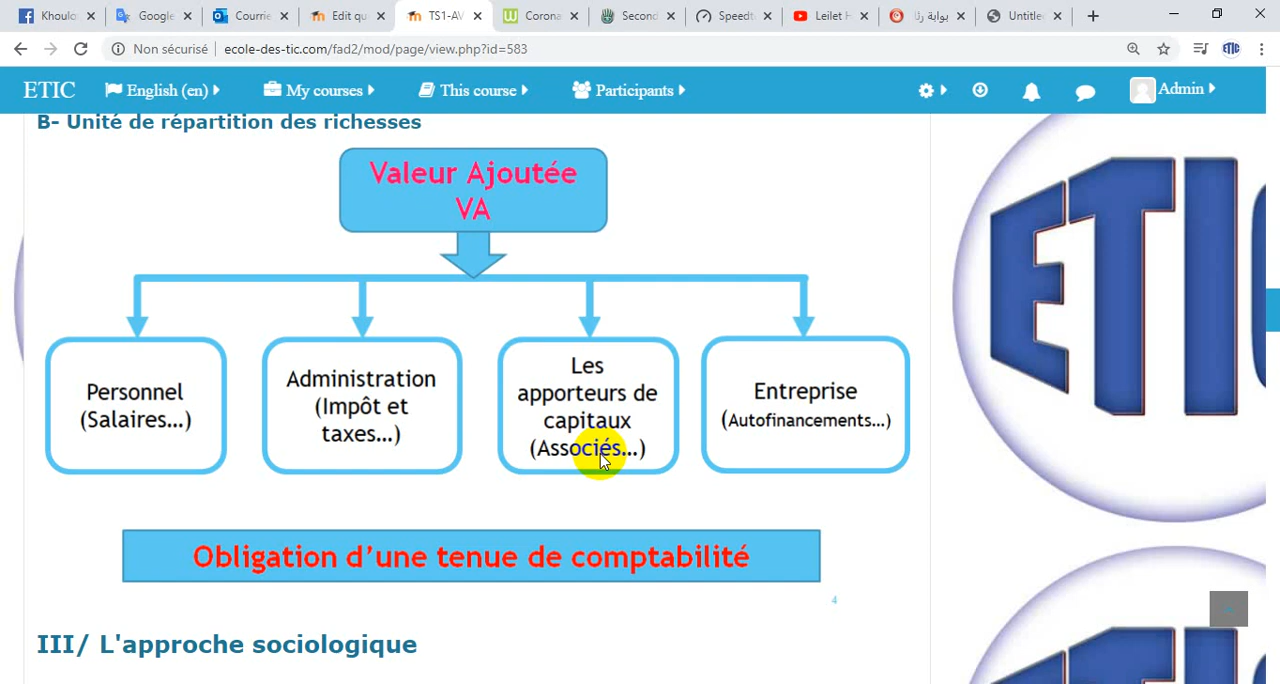 Khoulo
Google
Courrie
Edit qu
TS1-AV
Corona
Second
Speedt
Leilet H
بوابة رنا
Untitle
Non sécurisé
ecole-des-tic.com/fad2/mod/page/view.php?id=583
ETIC
English (en)
My courses
This course
Participants
Admin
B- Unité de répartition des richesses
Valeur Ajoutée
VA
Personnel
(Salaires...)
Administration
(Impôt et
taxes...)
Les
apporteurs de
capitaux
(Associés...)
Entreprise
(Autofinancements...)
Obligation d'une tenue de comptabilité
4
III/ L'approche sociologique
ETI